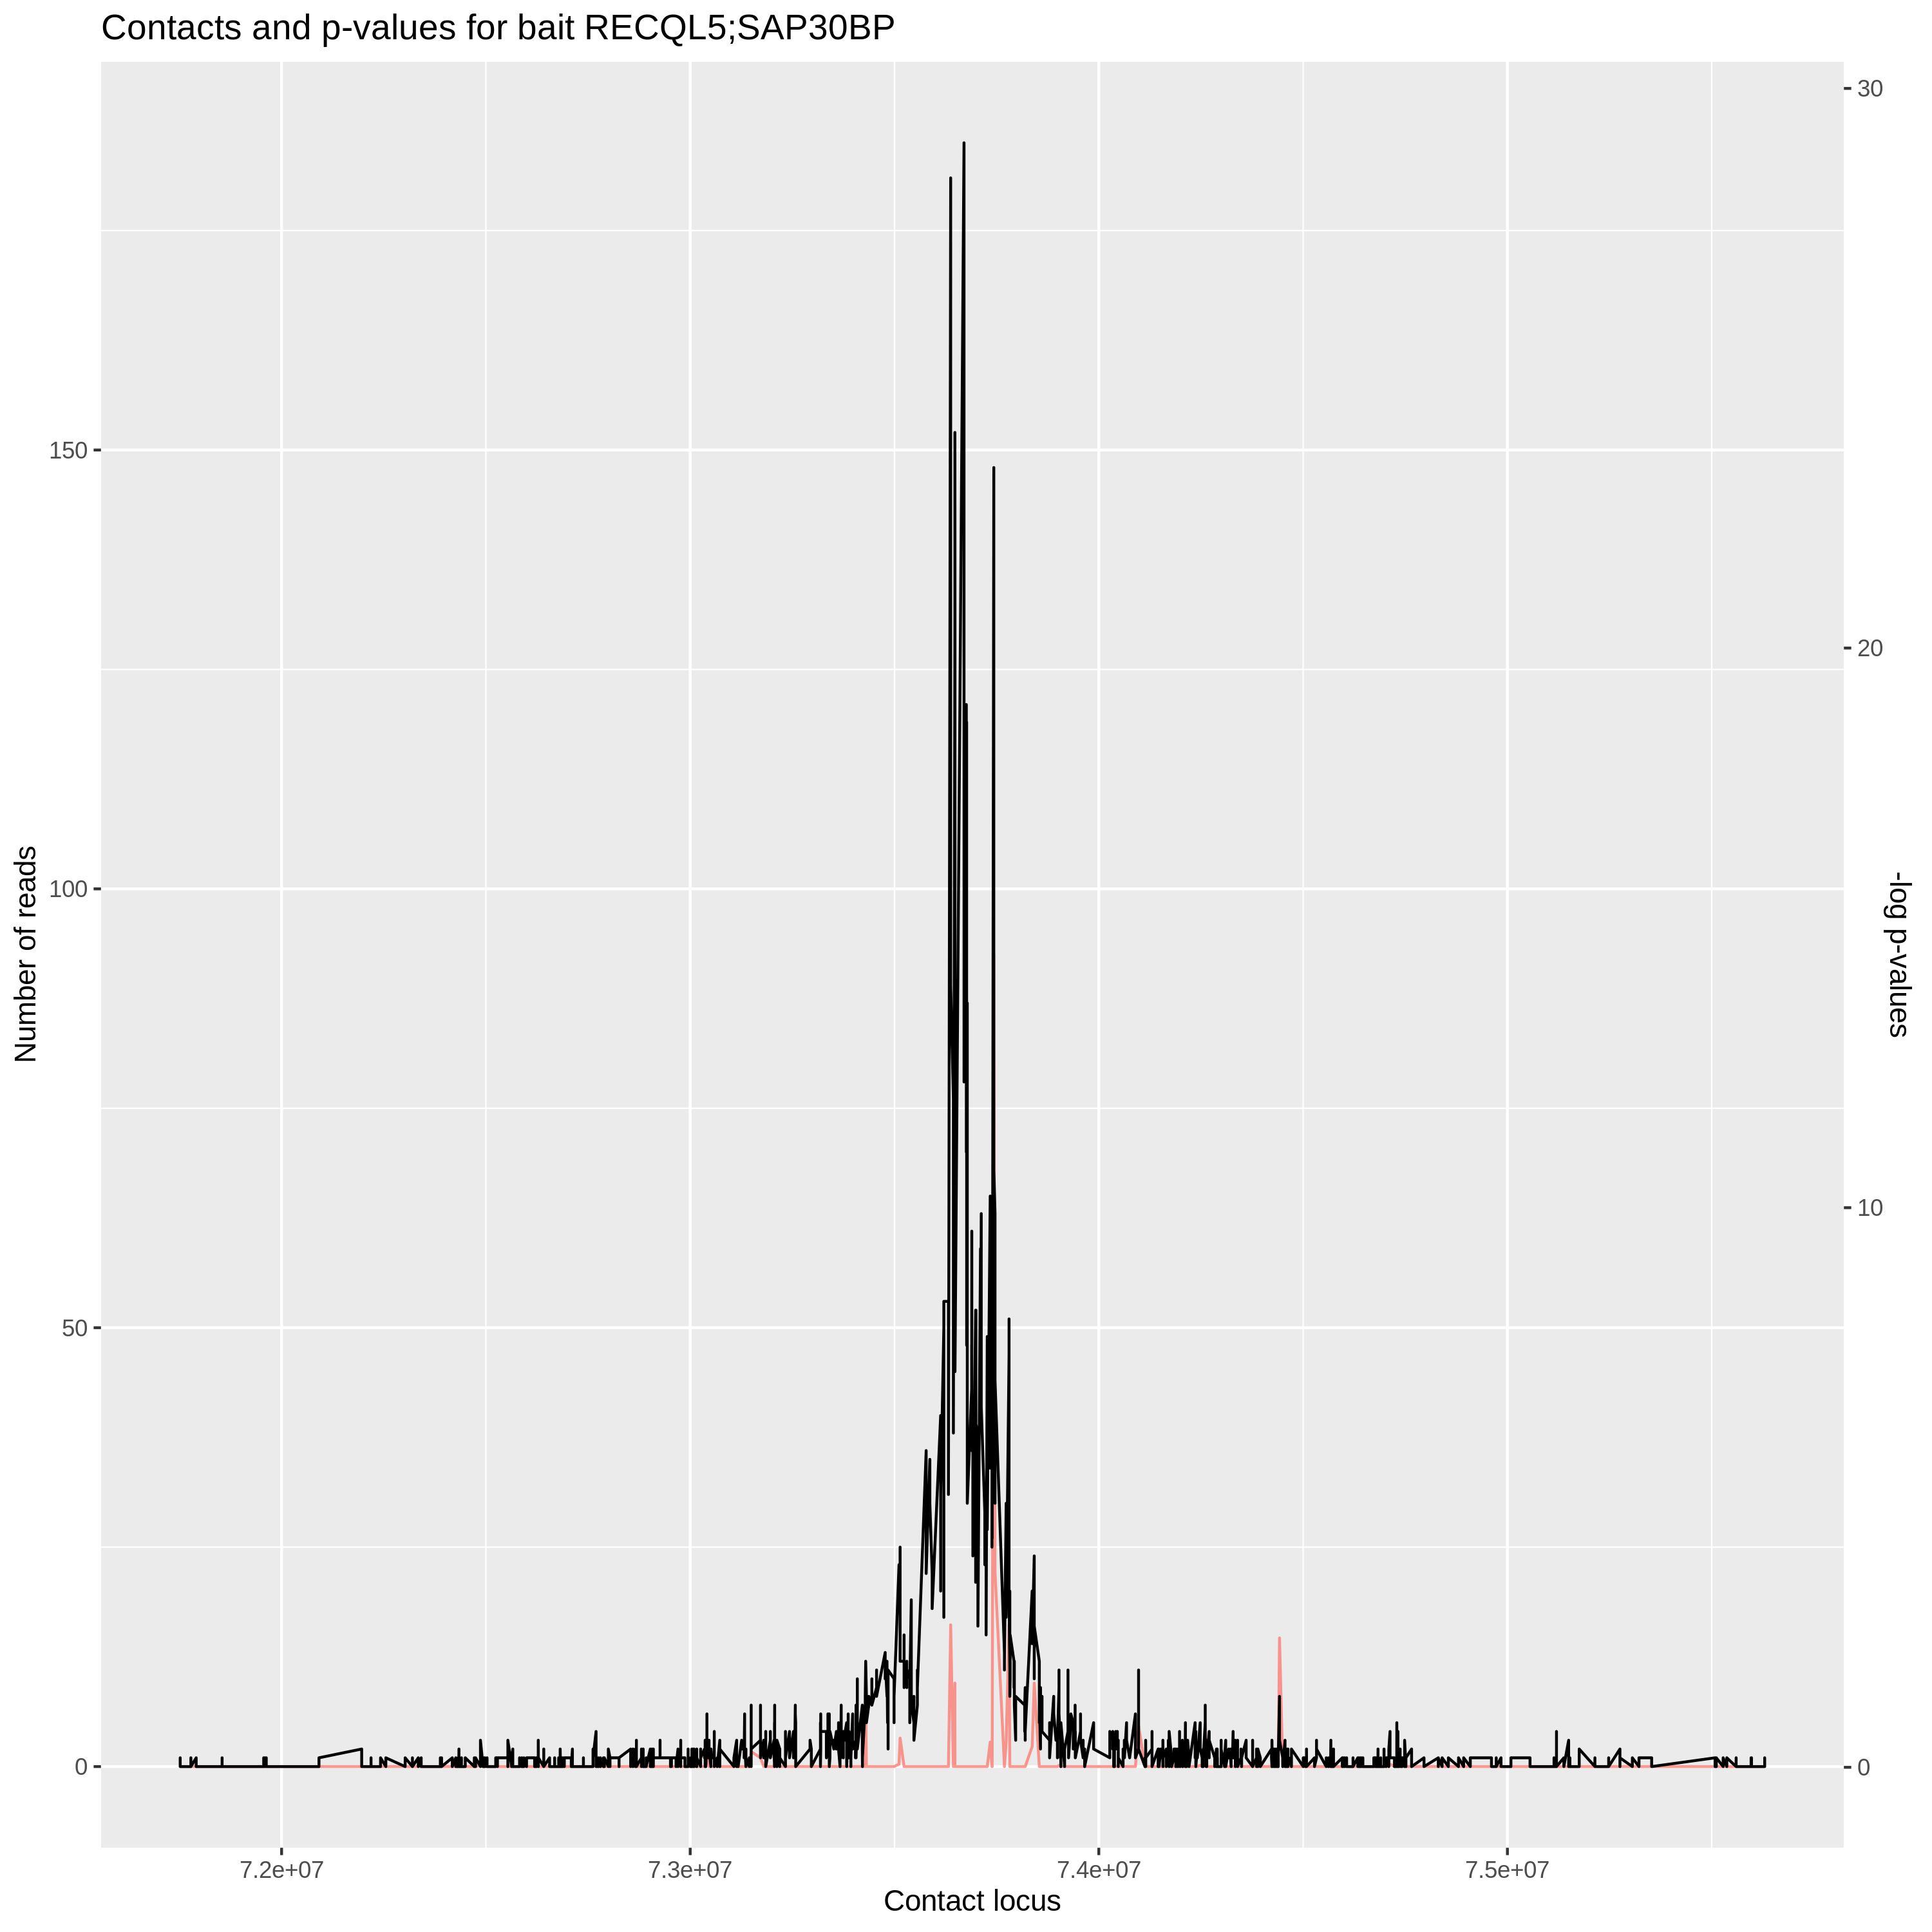 Contacts and p-values for bait RECQL5;SAP30BP
Number of reads
150
100
50
0
30
20
10
0
-log p-values
7.2e+07
7.3e+07
7.4e+07
7.5e+07
Contact locus